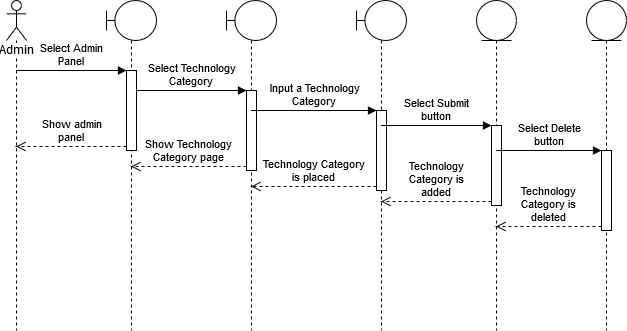 Admin
Select Admin
Panel
Select Technology
Category
Input a Technology
Category
Select Submit
button
Select Delete
button
Show admin
panel
Show Technology
Category page
Technology Category
is placed
Technology
Category is
added
Technology
Category is
deleted